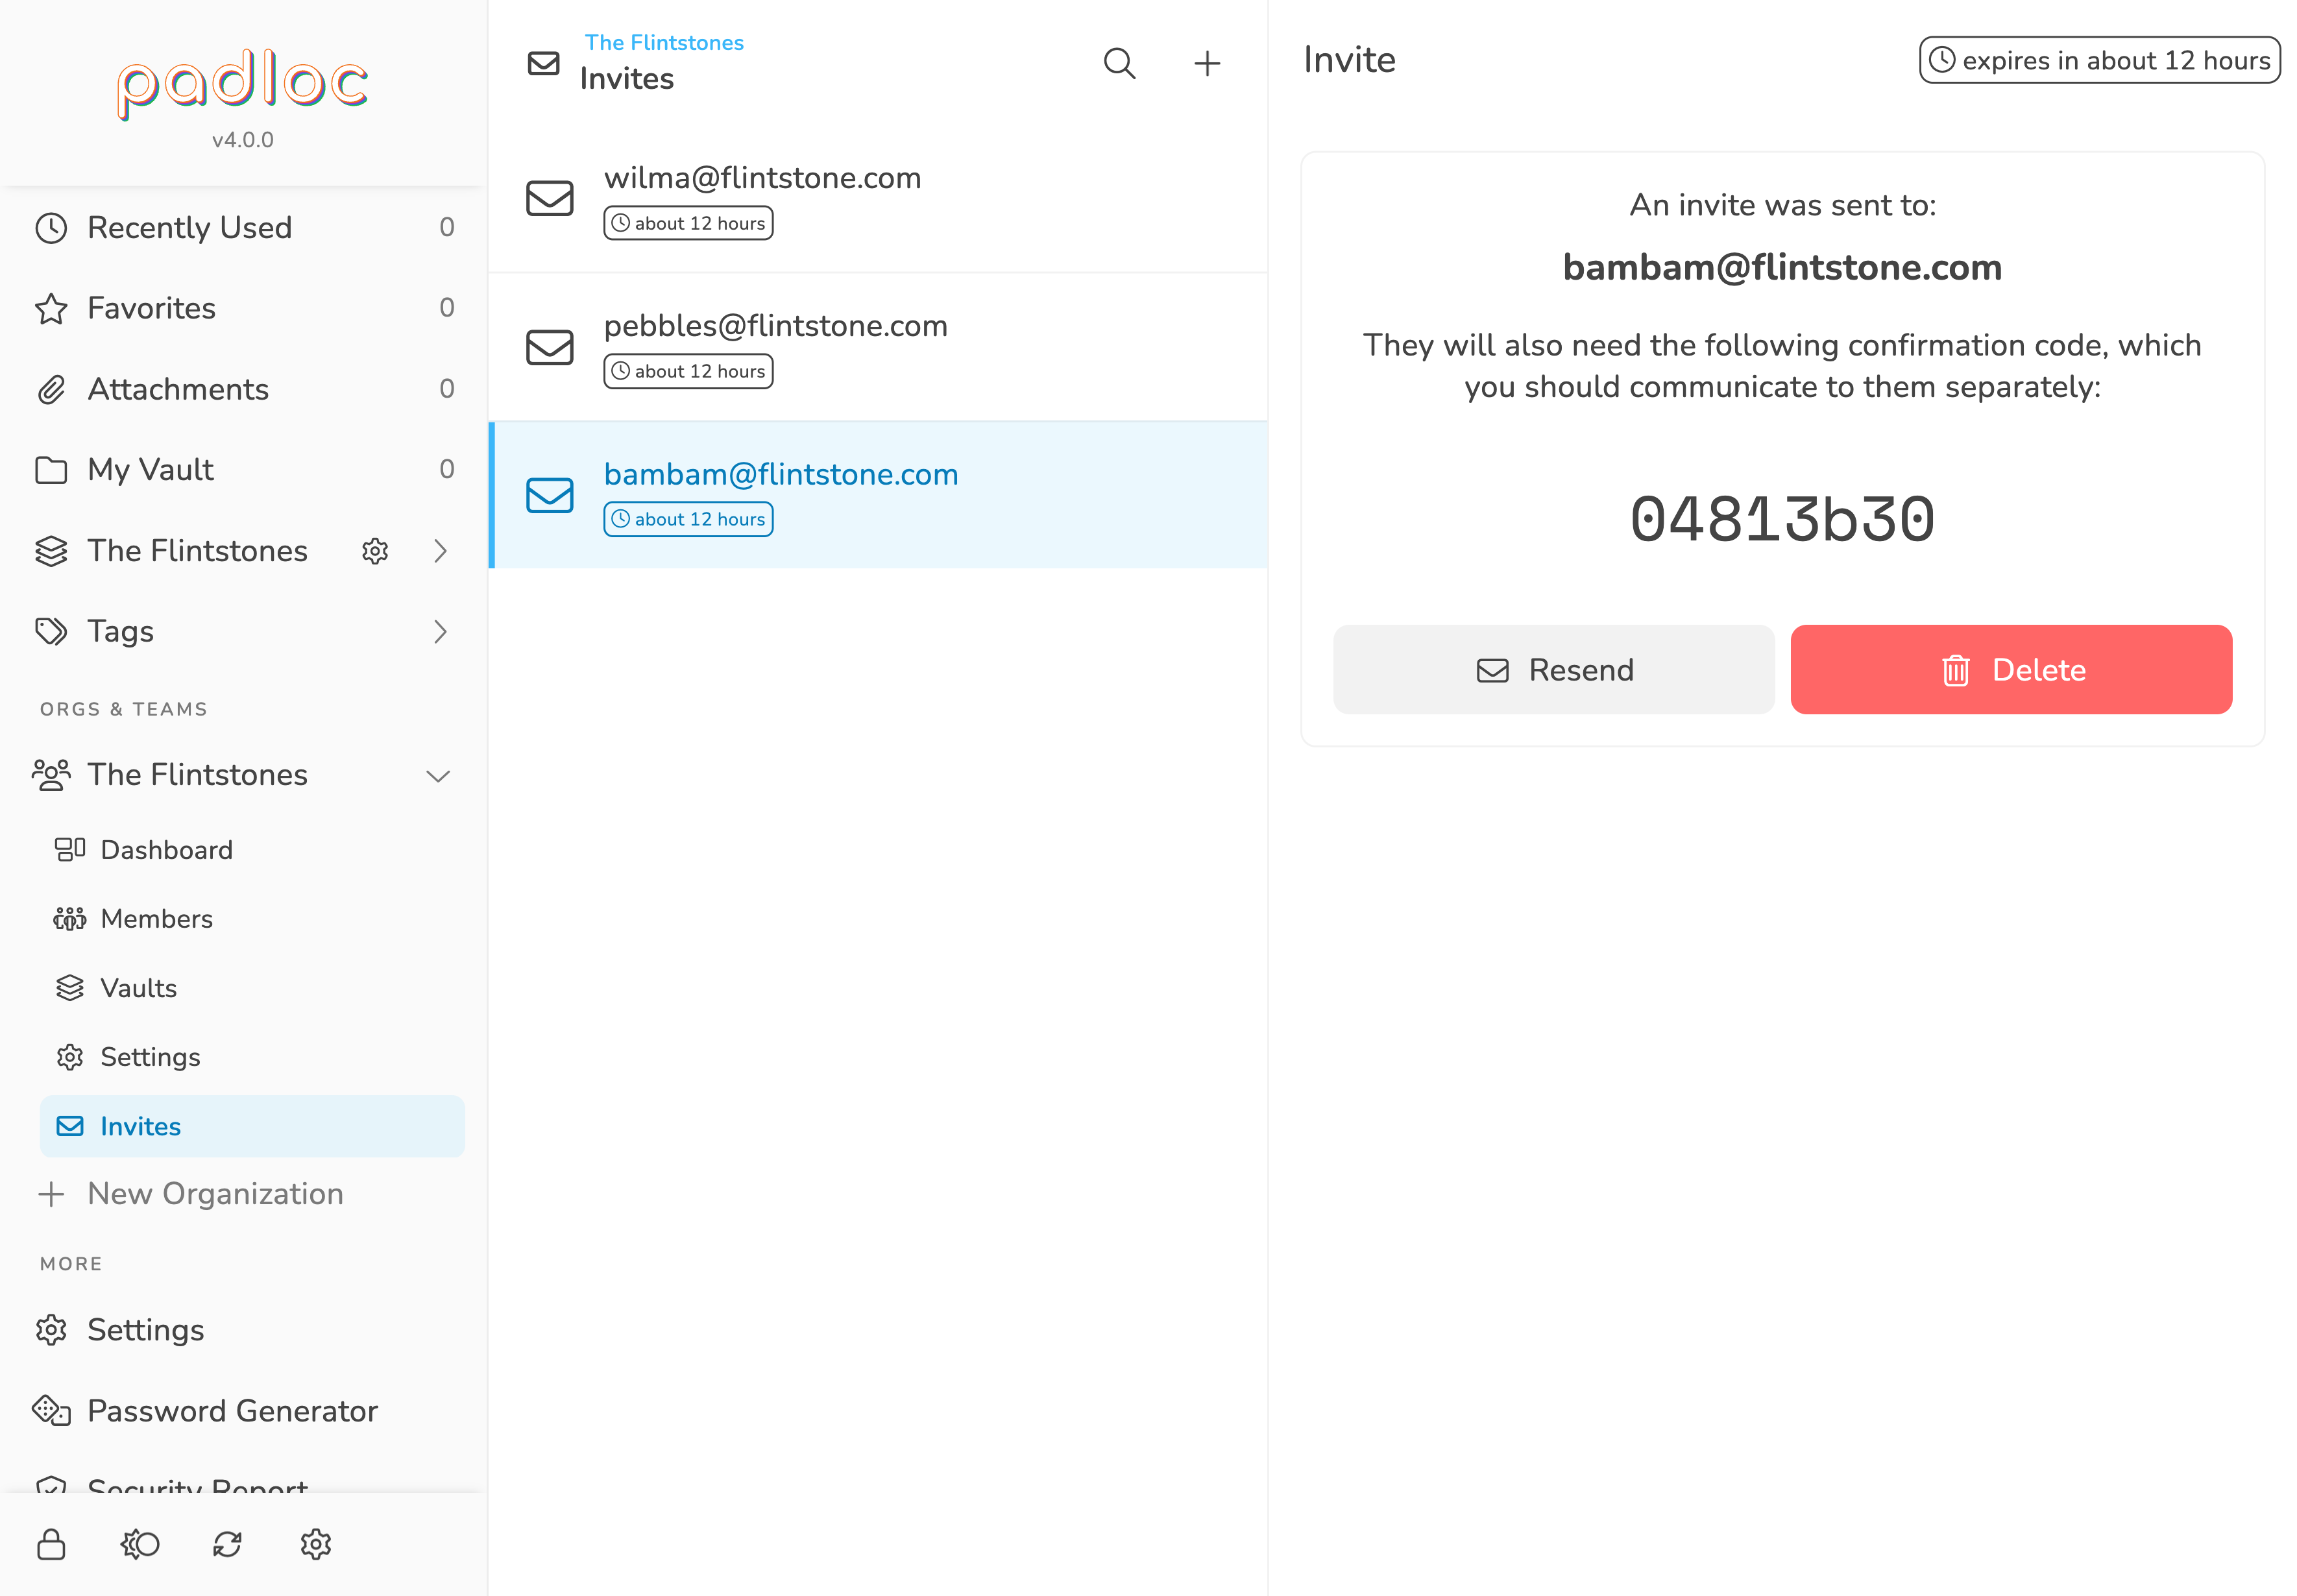 padloc
v4.0.0
Recently Used 0
Favorites 0
Attachments 0
My Vault 0
The Flintstones
Tags
ORGS & TEAMS
The Flintstones
Dashboard
Members
Vaults
Settings
Invites
New Organization
MORE
Settings
Password Generator
Security Report
The Flintstones
Invites
wilma@flintstone.com
about 12 hours
pebbles@flintstone.com
about 12 hours
bambam@flintstone.com
about 12 hours
Invite
expires in about 12 hours
An invite was sent to:
bambam@flintstone.com
They will also need the following confirmation code, which
you should communicate to them separately:
04813b30
Resend
Delete